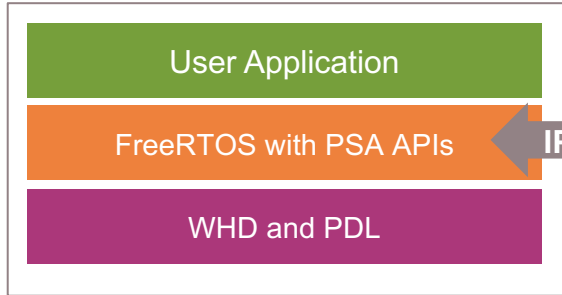 User Application
FreeRTOS with PSA APIs
WHD and PDL